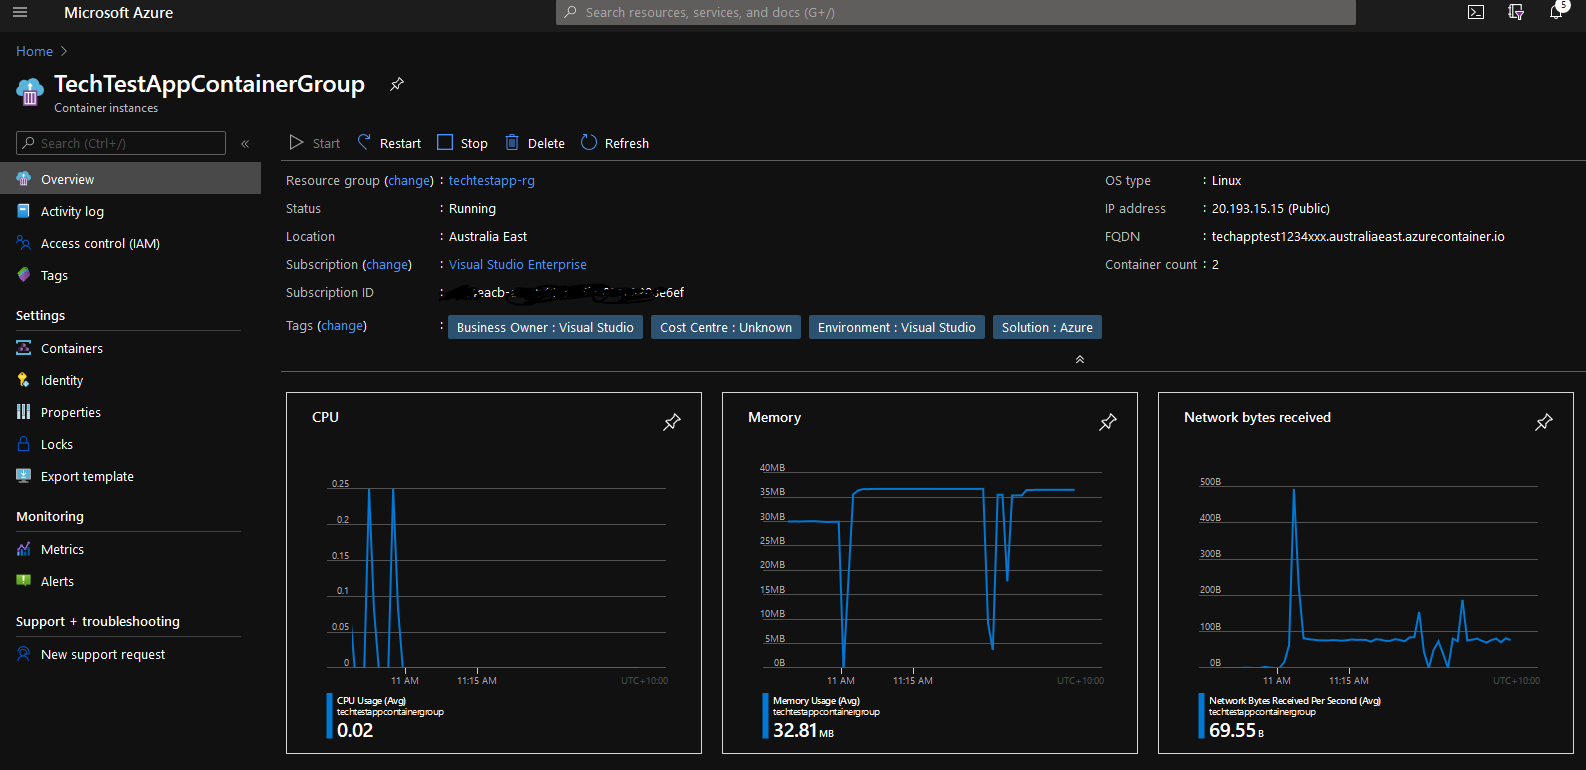 Microsoft Azure
Search resources, services, and docs (G+/)
5
Home
TechTestAppContainerGroup
Container instances
Search (Ctrl+/)
«
Start
Restart
Stop
Delete
Refresh
Overview
Activity log
Access control (IAM)
Tags
Settings
Containers
Identity
Properties
Locks
Export template
Monitoring
Metrics
Alerts
Support + troubleshooting
New support request
Resource group (change) : techtestapp-rg
Status : Running
Location : Australia East
Subscription (change) : Visual Studio Enterprise
Subscription ID :
Tags (change) : Business Owner : Visual Studio Cost Centre : Unknown Environment : Visual Studio Solution : Azure
OS type : Linux
IP address : 20.193.15.15 (Public)
FQDN : techapptest1234xxx.australiaeast.azurecontainer.io
Container count : 2
CPU
0.25
0.2
0.15
0.1
0.05
0
11 AM 11:15 AM UTC+10:00
CPU Usage (Avg)
techtestappcontainergroup
0.02
Memory
40MB
35MB
30MB
25MB
20MB
15MB
10MB
5MB
0B
11 AM 11:15 AM UTC+10:00
Memory Usage (Avg)
techtestappcontainergroup
32.81 MB
Network bytes received
500B
400B
300B
200B
100B
0B
11 AM 11:15 AM UTC+10:00
Network Bytes Received Per Second (Avg)
techtestappcontainergroup
69.55 B